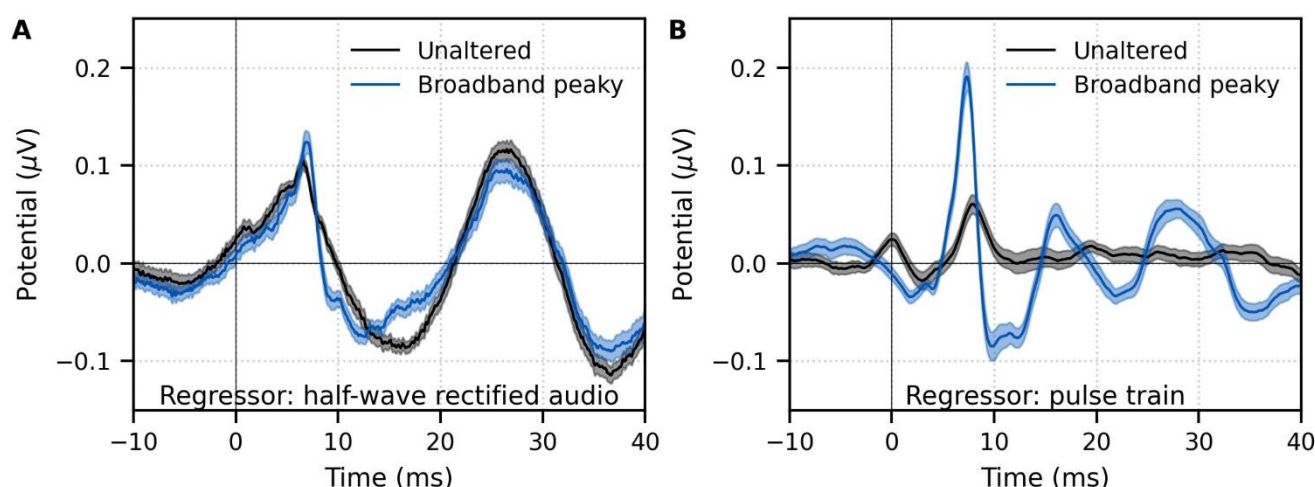 A
Unaltered
Broadband peaky
0.2
0.1
0.0
−0.1
Potential (μV)
Regressor: half-wave rectified audio
−10 0 10 20 30 40
Time (ms)
B
Unaltered
Broadband peaky
0.2
0.1
0.0
−0.1
Potential (μV)
Regressor: pulse train
−10 0 10 20 30 40
Time (ms)